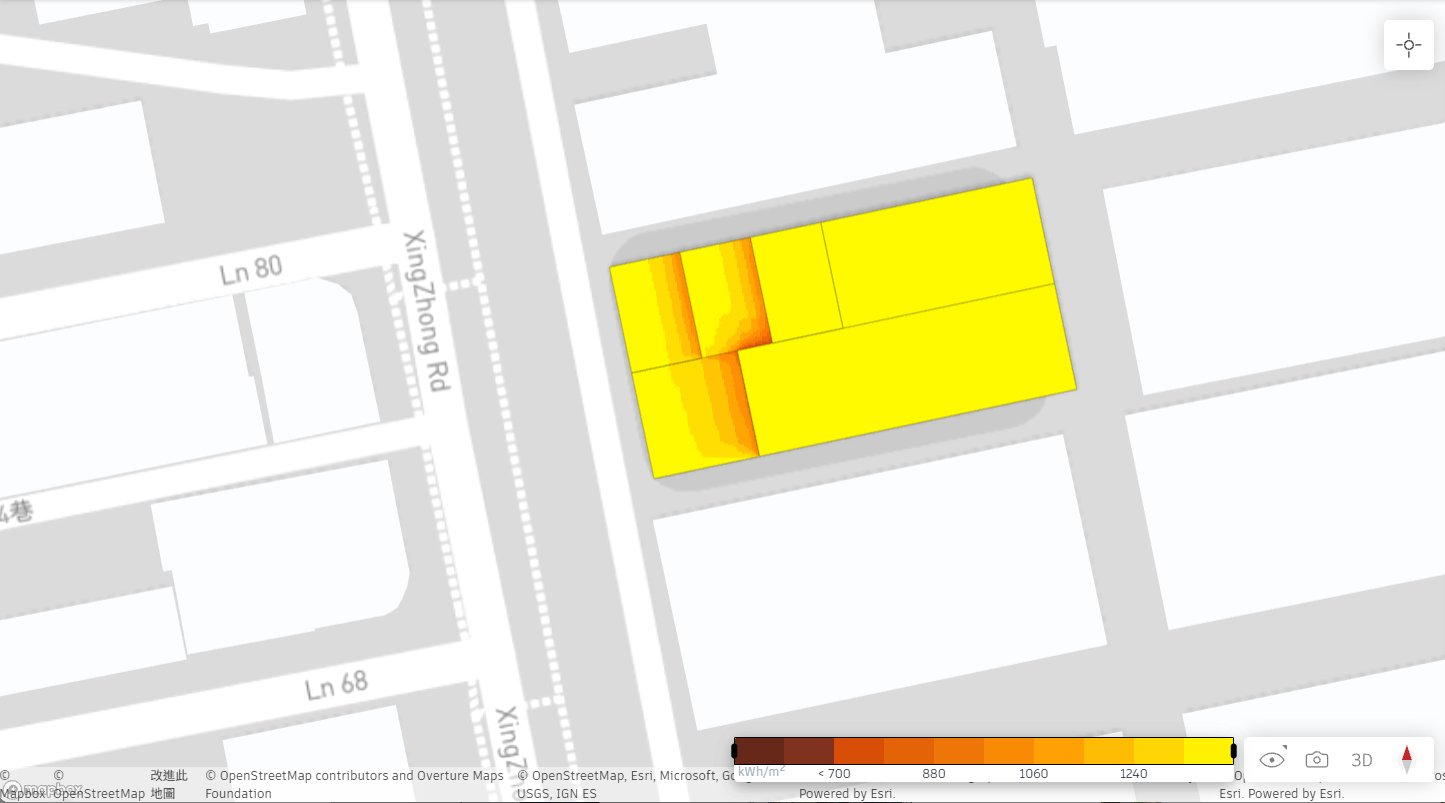 Ln 80
XingZhong Rd
Ln 68
kWh/m²
< 700
880
1060
1240
3D
© Mapbox
© OpenStreetMap
改進此地圖
© OpenStreetMap contributors and Overture Maps Foundation
© OpenStreetMap, Esri, Microsoft,
USGS, IGN ES
Powered by Esri.
Esri. Powered by Esri.
mapbox